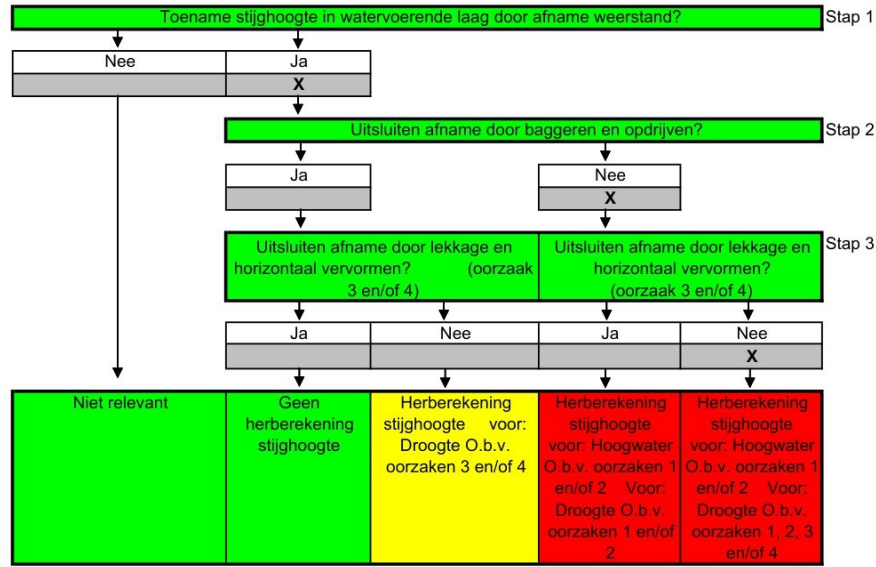 Toename stijghoogte in watervoerende laag door afname weerstand?
Stap 1
Nee
Ja
X
Uitsluiten afname door baggeren en opdrijven?
Stap 2
Ja
Nee
X
Uitsluiten afname door lekkage en
horizontaal vervormen? (oorzaak
3 en/of 4)
Uitsluiten afname door lekkage en
horizontaal vervormen?
(oorzaak 3 en/of 4)
Stap 3
Ja
Nee
Ja
Nee
X
Niet relevant
Geen
herberekening
stijghoogte
Herberekening
stijghoogte voor:
Droogte O.b.v.
oorzaken 3 en/of 4
Herberekening
stijghoogte
voor: Hoogwater
O.b.v. oorzaken 1
en/of 2 Voor:
Droogte O.b.v.
oorzaken 1 en/of
2
Herberekening
stijghoogte
voor: Hoogwater
O.b.v. oorzaken 1
en/of 2 Voor:
Droogte O.b.v.
oorzaken 1, 2, 3
en/of 4